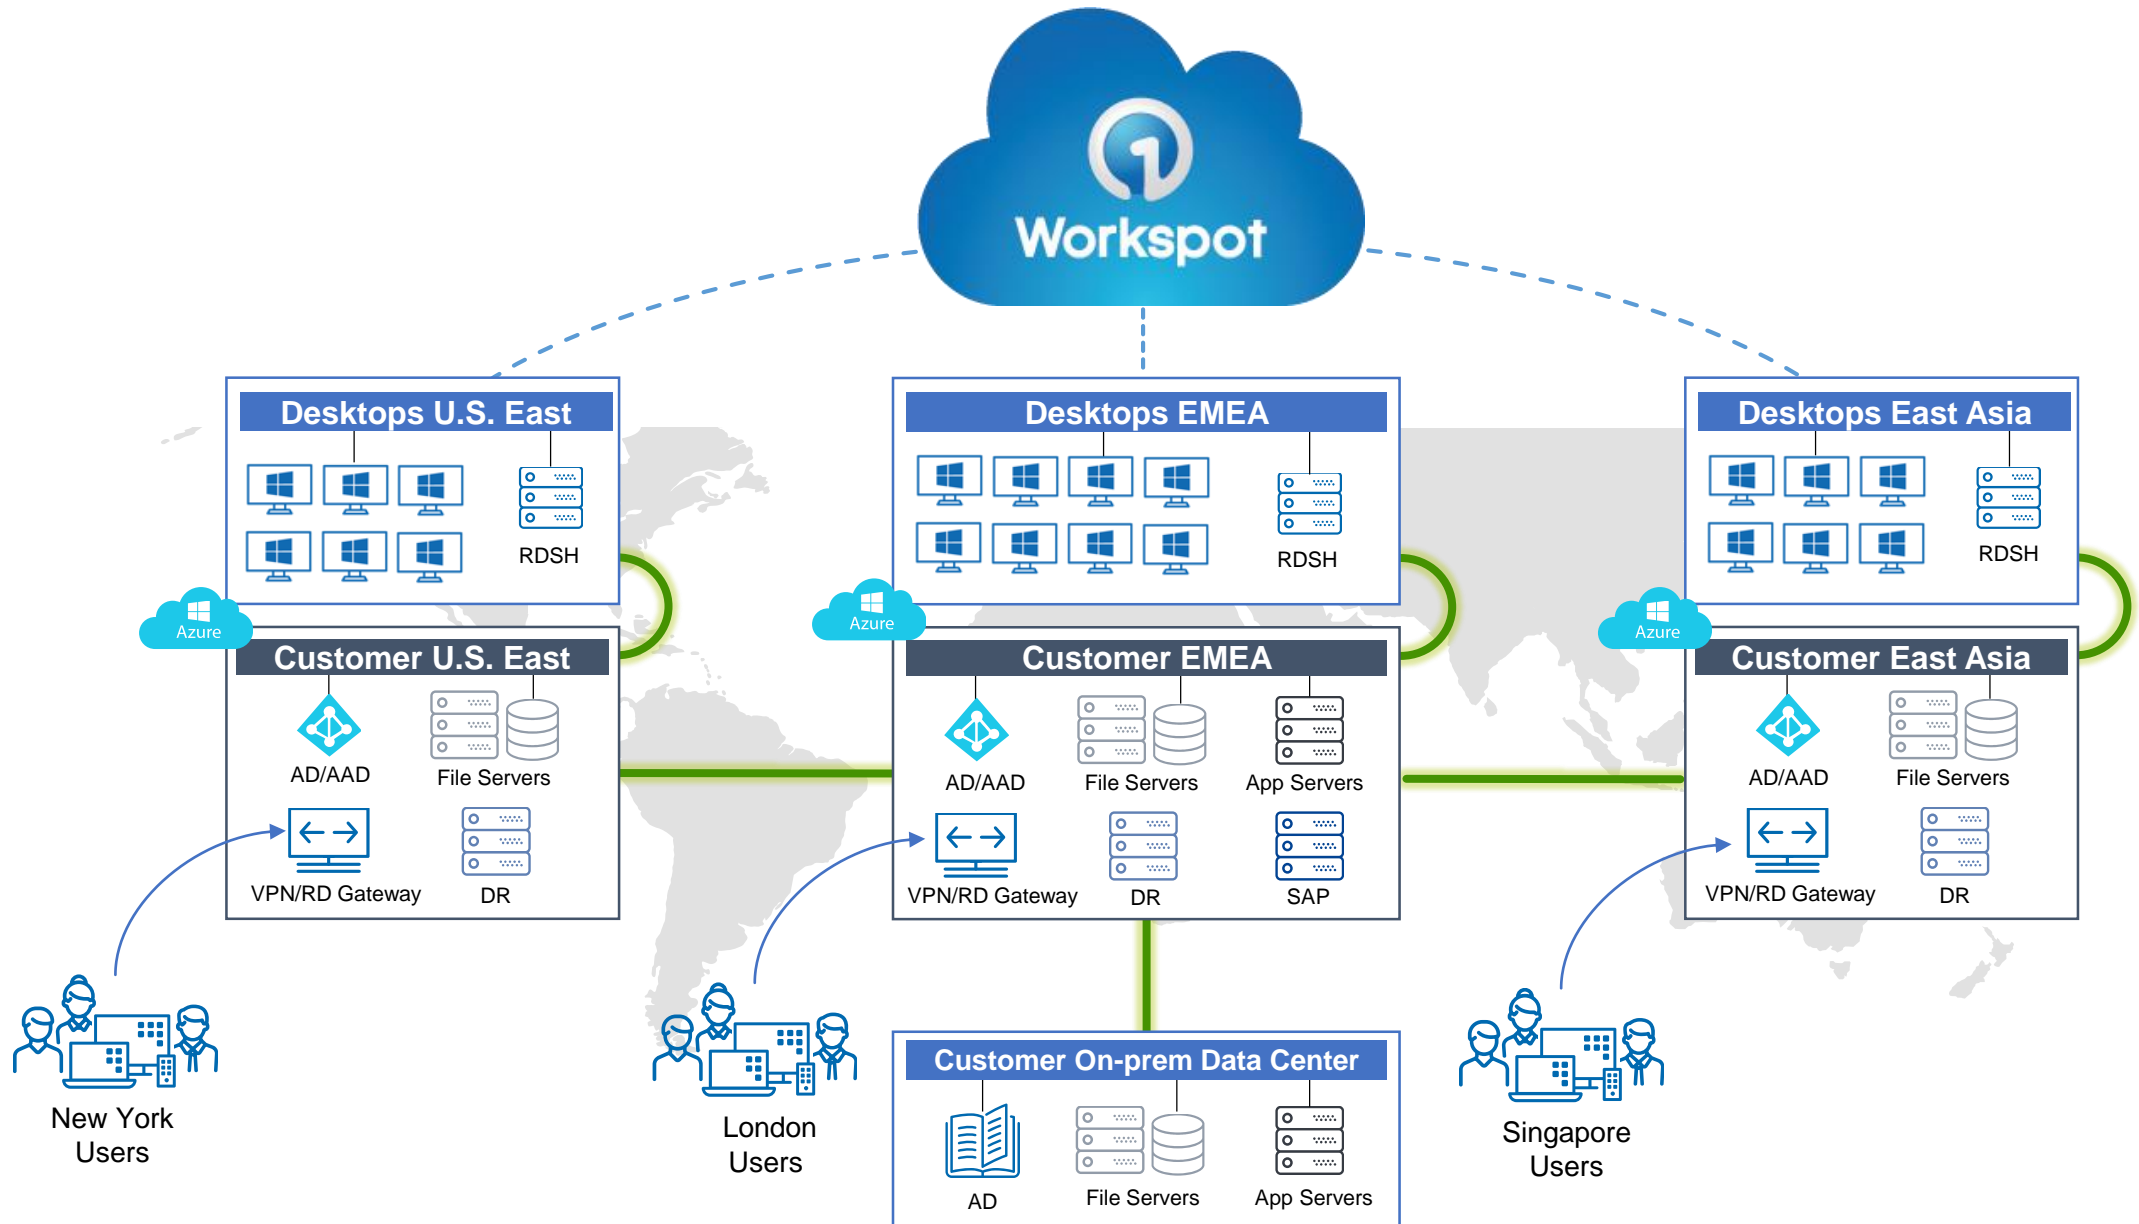 Workspot
Desktops U.S. East
RDSH
Azure
Customer U.S. East
AD/AAD
File Servers
VPN/RD Gateway
DR
New York
Users
Desktops EMEA
RDSH
Azure
Customer EMEA
AD/AAD
File Servers
App Servers
VPN/RD Gateway
DR
SAP
London
Users
Customer On-prem Data Center
AD
File Servers
App Servers
Desktops East Asia
RDSH
Azure
Customer East Asia
AD/AAD
File Servers
VPN/RD Gateway
DR
Singapore
Users